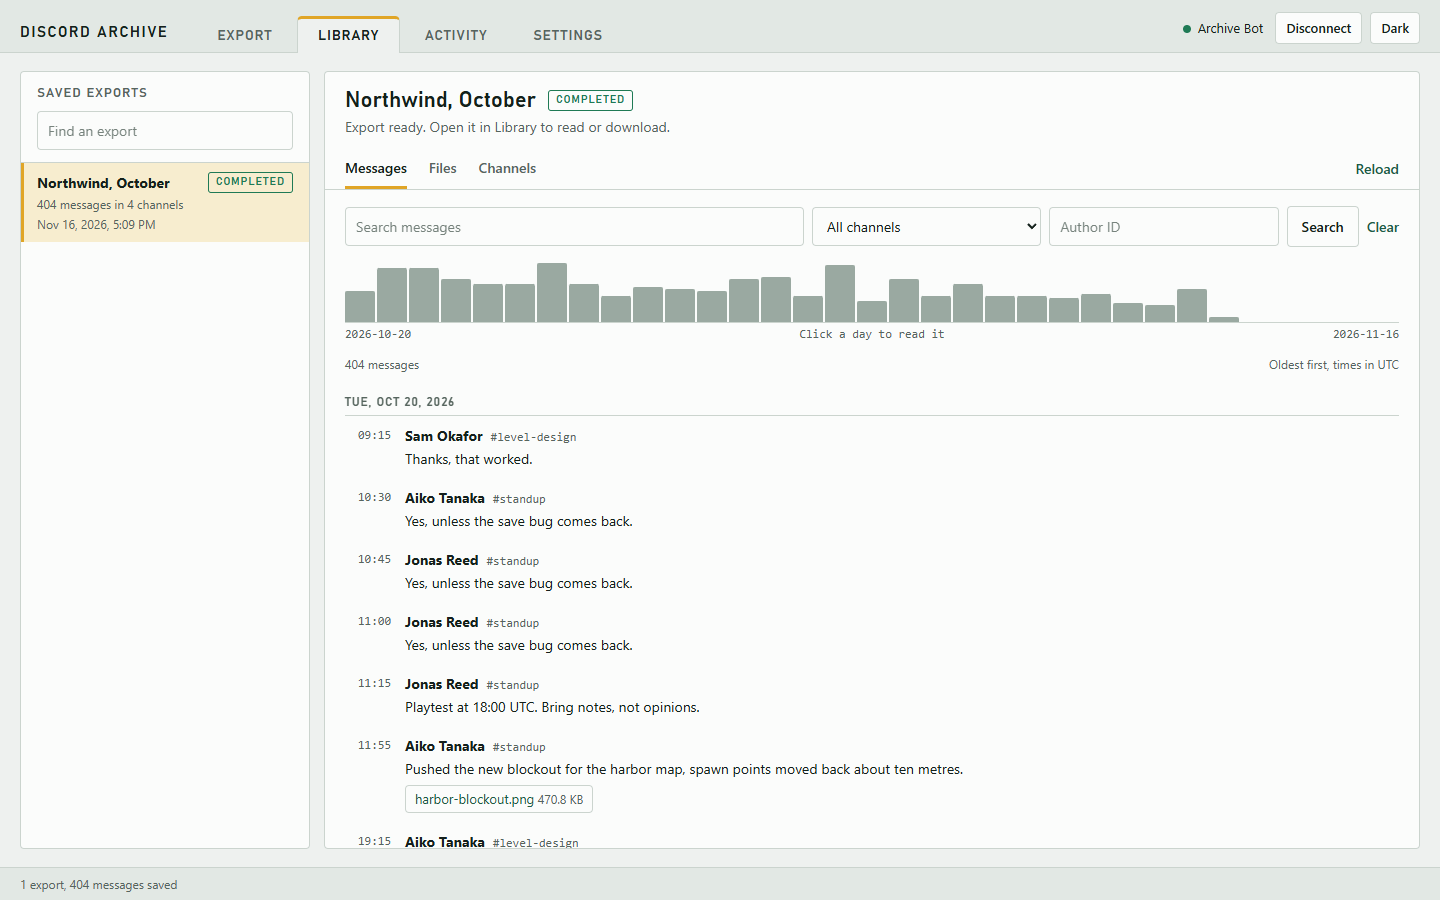 DISCORD ARCHIVE
EXPORT
LIBRARY
ACTIVITY
SETTINGS
Archive Bot
Disconnect
Dark
SAVED EXPORTS
Find an export
Northwind, October
COMPLETED
404 messages in 4 channels
Nov 16, 2026, 5:09 PM
Northwind, October
COMPLETED
Export ready. Open it in Library to read or download.
Messages
Files
Channels
Reload
Search messages
All channels
Author ID
Search
Clear
2026-10-20
Click a day to read it
2026-11-16
404 messages
Oldest first, times in UTC
TUE, OCT 20, 2026
09:15 Sam Okafor #level-design
Thanks, that worked.
10:30 Aiko Tanaka #standup
Yes, unless the save bug comes back.
10:45 Jonas Reed #standup
Yes, unless the save bug comes back.
11:00 Jonas Reed #standup
Yes, unless the save bug comes back.
11:15 Jonas Reed #standup
Playtest at 18:00 UTC. Bring notes, not opinions.
11:55 Aiko Tanaka #standup
Pushed the new blockout for the harbor map, spawn points moved back about ten metres.
harbor-blockout.png 470.8 KB
19:15 Aiko Tanaka #level-design
1 export, 404 messages saved